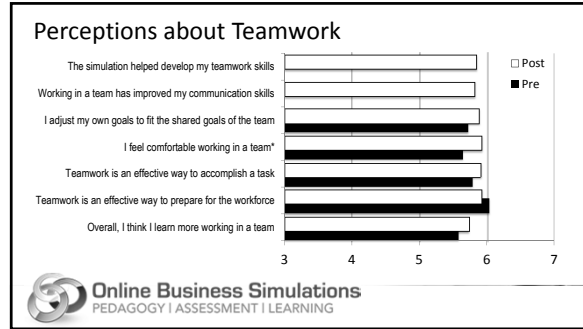 Perceptions about Teamwork
The simulation helped develop my teamwork skills
Working in a team has improved my communication skills
I adjust my own goals to fit the shared goals of the team
I feel comfortable working in a team*
Teamwork is an effective way to accomplish a task
Teamwork is an effective way to prepare for the workforce
Overall, I think I learn more working in a team
Post
Pre
3 4 5 6 7
Online Business Simulations
PEDAGOGY | ASSESSMENT | LEARNING